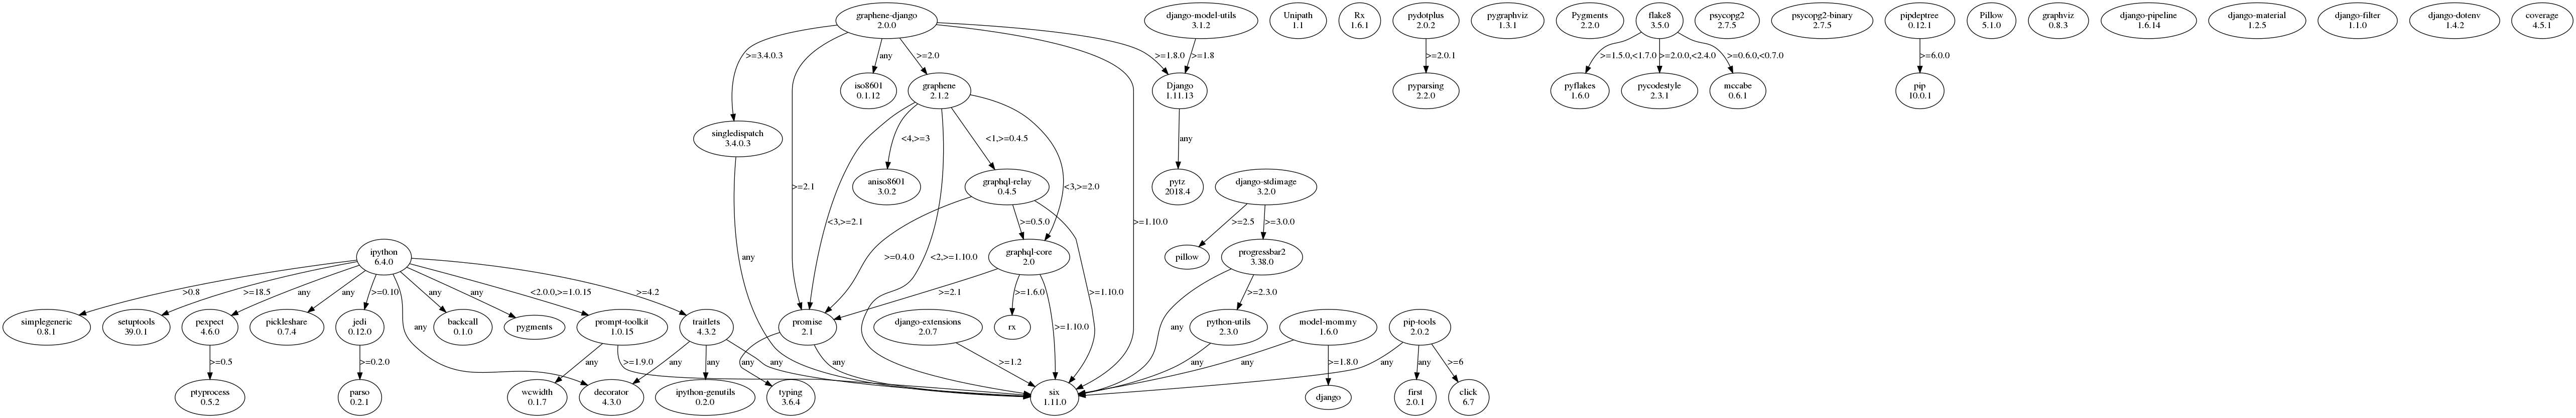 graphene-django
2.0.0
django-model-utils
3.1.2
Unipath
1.1
Rx
1.6.1
pydotplus
2.0.2
pygraphviz
1.3.1
Pygments
2.2.0
flake8
3.5.0
psycopg2
2.7.5
psycopg2-binary
2.7.5
pipdeptree
0.12.1
Pillow
5.1.0
graphviz
0.8.3
django-pipeline
1.6.14
django-material
1.2.5
django-filter
1.1.0
django-dotenv
1.4.2
coverage
4.5.1
>=3.4.0.3
any
>=2.0
>=1.8.0
>=1.8
>=2.0.1
>=1.5.0,<1.7.0
>=2.0.0,<2.4.0
>=0.6.0,<0.7.0
>=6.0.0
iso8601
0.1.12
graphene
2.1.2
Django
1.11.13
pyparsing
2.2.0
pyflakes
1.6.0
pycodestyle
2.3.1
mccabe
0.6.1
pip
10.0.1
singledispatch
3.4.0.3
<4,>=3
<1,>=0.4.5
any
>=2.1
aniso8601
3.0.2
graphql-relay
0.4.5
<3,>=2.0
pytz
2018.4
django-stdimage
3.2.0
<3,>=2.1
>=0.5.0
>=1.10.0
>=2.5
>=3.0.0
ipython
6.4.0
any
>=0.4.0
<2,>=1.10.0
graphql-core
2.0
pillow
progressbar2
3.38.0
>0.8
>=18.5
any
any
>=0.10
any
any
<2.0.0,>=1.0.15
>=4.2
>=2.1
>=1.6.0
>=1.10.0
>=2.3.0
simplegeneric
0.8.1
setuptools
39.0.1
pexpect
4.6.0
pickleshare
0.7.4
jedi
0.12.0
any
backcall
0.1.0
pygments
prompt-toolkit
1.0.15
traitlets
4.3.2
promise
2.1
django-extensions
2.0.7
rx
>=1.10.0
any
python-utils
2.3.0
model-mommy
1.6.0
pip-tools
2.0.2
>=0.5
>=0.2.0
any
>=1.9.0
any
any
any
any
any
>=1.2
any
any
>=1.8.0
any
any
>=6
ptyprocess
0.5.2
parso
0.2.1
wcwidth
0.1.7
decorator
4.3.0
ipython-genutils
0.2.0
typing
3.6.4
six
1.11.0
django
first
2.0.1
click
6.7